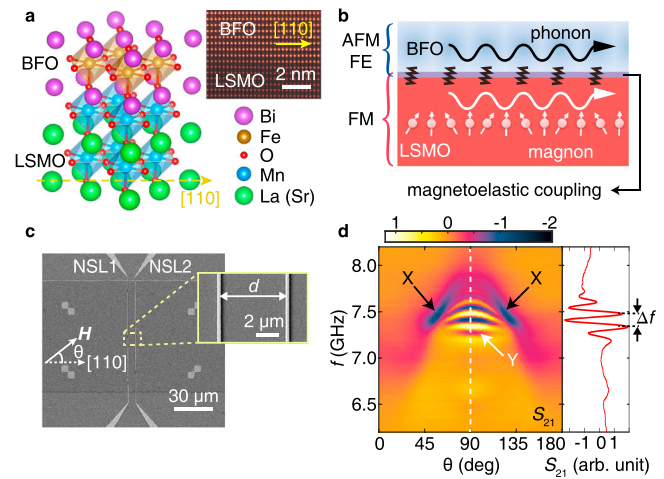 a
BFO
LSMO
[110]
BFO
[110]
LSMO
2 nm
Bi
Fe
O
Mn
La (Sr)
b
AFM
FE
BFO
phonon
FM
LSMO
magnon
magnetoelastic coupling
c
NSL1
NSL2
H
θ
[110]
d
2 μm
30 μm
d
1 0 -1 -2
f (GHz)
8.0
7.5
7.0
6.5
X
X
Y
S21
0 45 90 135 180
θ (deg)
Δf
-1 0 1
S21 (arb. unit)